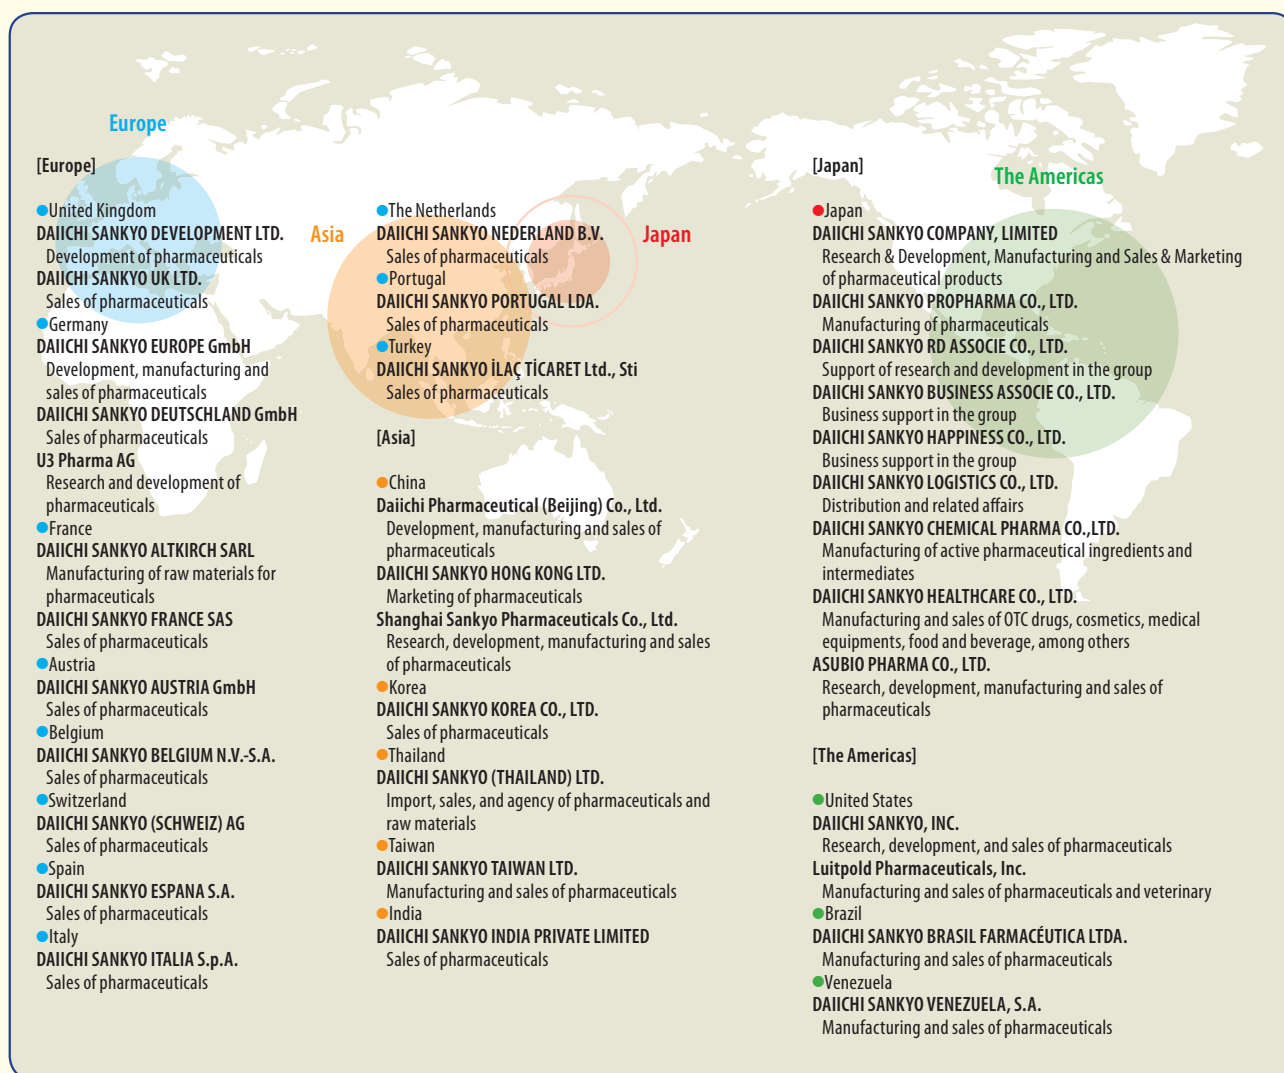 Europe
Asia
Japan
The Americas
[Europe]
●United Kingdom
DAIICHI SANKYO DEVELOPMENT LTD.
Development of pharmaceuticals
DAIICHI SANKYO UK LTD.
Sales of pharmaceuticals
●Germany
DAIICHI SANKYO EUROPE GmbH
Development, manufacturing and
sales of pharmaceuticals
DAIICHI SANKYO DEUTSCHLAND GmbH
Sales of pharmaceuticals
U3 Pharma AG
Research and development of
pharmaceuticals
●France
DAIICHI SANKYO ALTKIRCH SARL
Manufacturing of raw materials for
pharmaceuticals
DAIICHI SANKYO FRANCE SAS
Sales of pharmaceuticals
●Austria
DAIICHI SANKYO AUSTRIA GmbH
Sales of pharmaceuticals
●Belgium
DAIICHI SANKYO BELGIUM N.V.-S.A.
Sales of pharmaceuticals
●Switzerland
DAIICHI SANKYO (SCHWEIZ) AG
Sales of pharmaceuticals
●Spain
DAIICHI SANKYO ESPANA S.A.
Sales of pharmaceuticals
●Italy
DAIICHI SANKYO ITALIA S.p.A.
Sales of pharmaceuticals
●The Netherlands
DAIICHI SANKYO NEDERLAND B.V.
Sales of pharmaceuticals
●Portugal
DAIICHI SANKYO PORTUGAL LDA.
Sales of pharmaceuticals
●Turkey
DAIICHI SANKYO İLAÇ TİCARET Ltd., Sti
Sales of pharmaceuticals
[Asia]
●China
Daiichi Pharmaceutical (Beijing) Co., Ltd.
Development, manufacturing and sales of
pharmaceuticals
DAIICHI SANKYO HONG KONG LTD.
Marketing of pharmaceuticals
Shanghai Sankyo Pharmaceuticals Co., Ltd.
Research, development, manufacturing and sales
of pharmaceuticals
●Korea
DAIICHI SANKYO KOREA CO., LTD.
Sales of pharmaceuticals
●Thailand
DAIICHI SANKYO (THAILAND) LTD.
Import, sales, and agency of pharmaceuticals and
raw materials
●Taiwan
DAIICHI SANKYO TAIWAN LTD.
Manufacturing and sales of pharmaceuticals
●India
DAIICHI SANKYO INDIA PRIVATE LIMITED
Sales of pharmaceuticals
[Japan]
●Japan
DAIICHI SANKYO COMPANY, LIMITED
Research & Development, Manufacturing and Sales & Marketing
of pharmaceutical products
DAIICHI SANKYO PROPHARMA CO., LTD.
Manufacturing of pharmaceuticals
DAIICHI SANKYO RD ASSOCIE CO., LTD.
Support of research and development in the group
DAIICHI SANKYO BUSINESS ASSOCIE CO., LTD.
Business support in the group
DAIICHI SANKYO HAPPINESS CO., LTD.
Business support in the group
DAIICHI SANKYO LOGISTICS CO., LTD.
Distribution and related affairs
DAIICHI SANKYO CHEMICAL PHARMA CO.,LTD.
Manufacturing of active pharmaceutical ingredients and
intermediates
DAIICHI SANKYO HEALTHCARE CO., LTD.
Manufacturing and sales of OTC drugs, cosmetics, medical
equipments, food and beverage, among others
ASUBIO PHARMA CO., LTD.
Research, development, manufacturing and sales of
pharmaceuticals
[The Americas]
●United States
DAIICHI SANKYO, INC.
Research, development, and sales of pharmaceuticals
Luitpold Pharmaceuticals, Inc.
Manufacturing and sales of pharmaceuticals and veterinary
●Brazil
DAIICHI SANKYO BRASIL FARMACÉUTICA LTDA.
Manufacturing and sales of pharmaceuticals
●Venezuela
DAIICHI SANKYO VENEZUELA, S.A.
Manufacturing and sales of pharmaceuticals